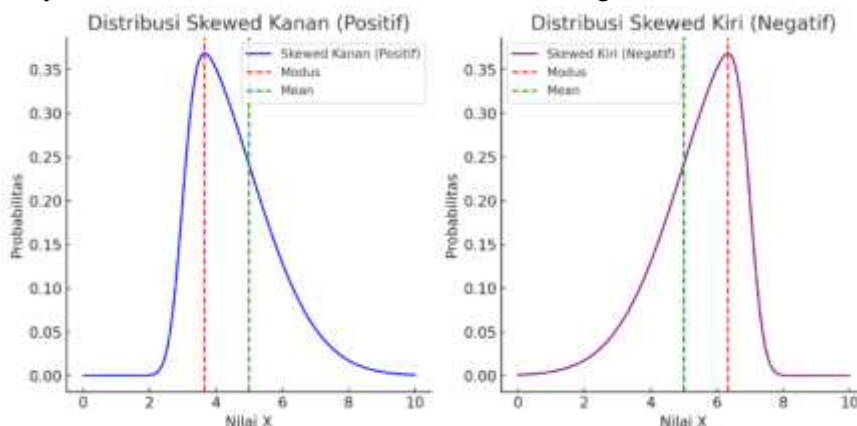 Distribusi Skewed Kanan (Positif)
Skewed Kanan (Positif)
Modus
Mean
Probabilitas
0.35
0.30
0.25
0.20
0.15
0.10
0.05
0.00
0 2 4 6 8 10
Nilai X
Distribusi Skewed Kiri (Negatif)
Skewed Kiri (Negatif)
Modus
Mean
Probabilitas
0.35
0.30
0.25
0.20
0.15
0.10
0.05
0.00
0 2 4 6 8 10
Nilai X